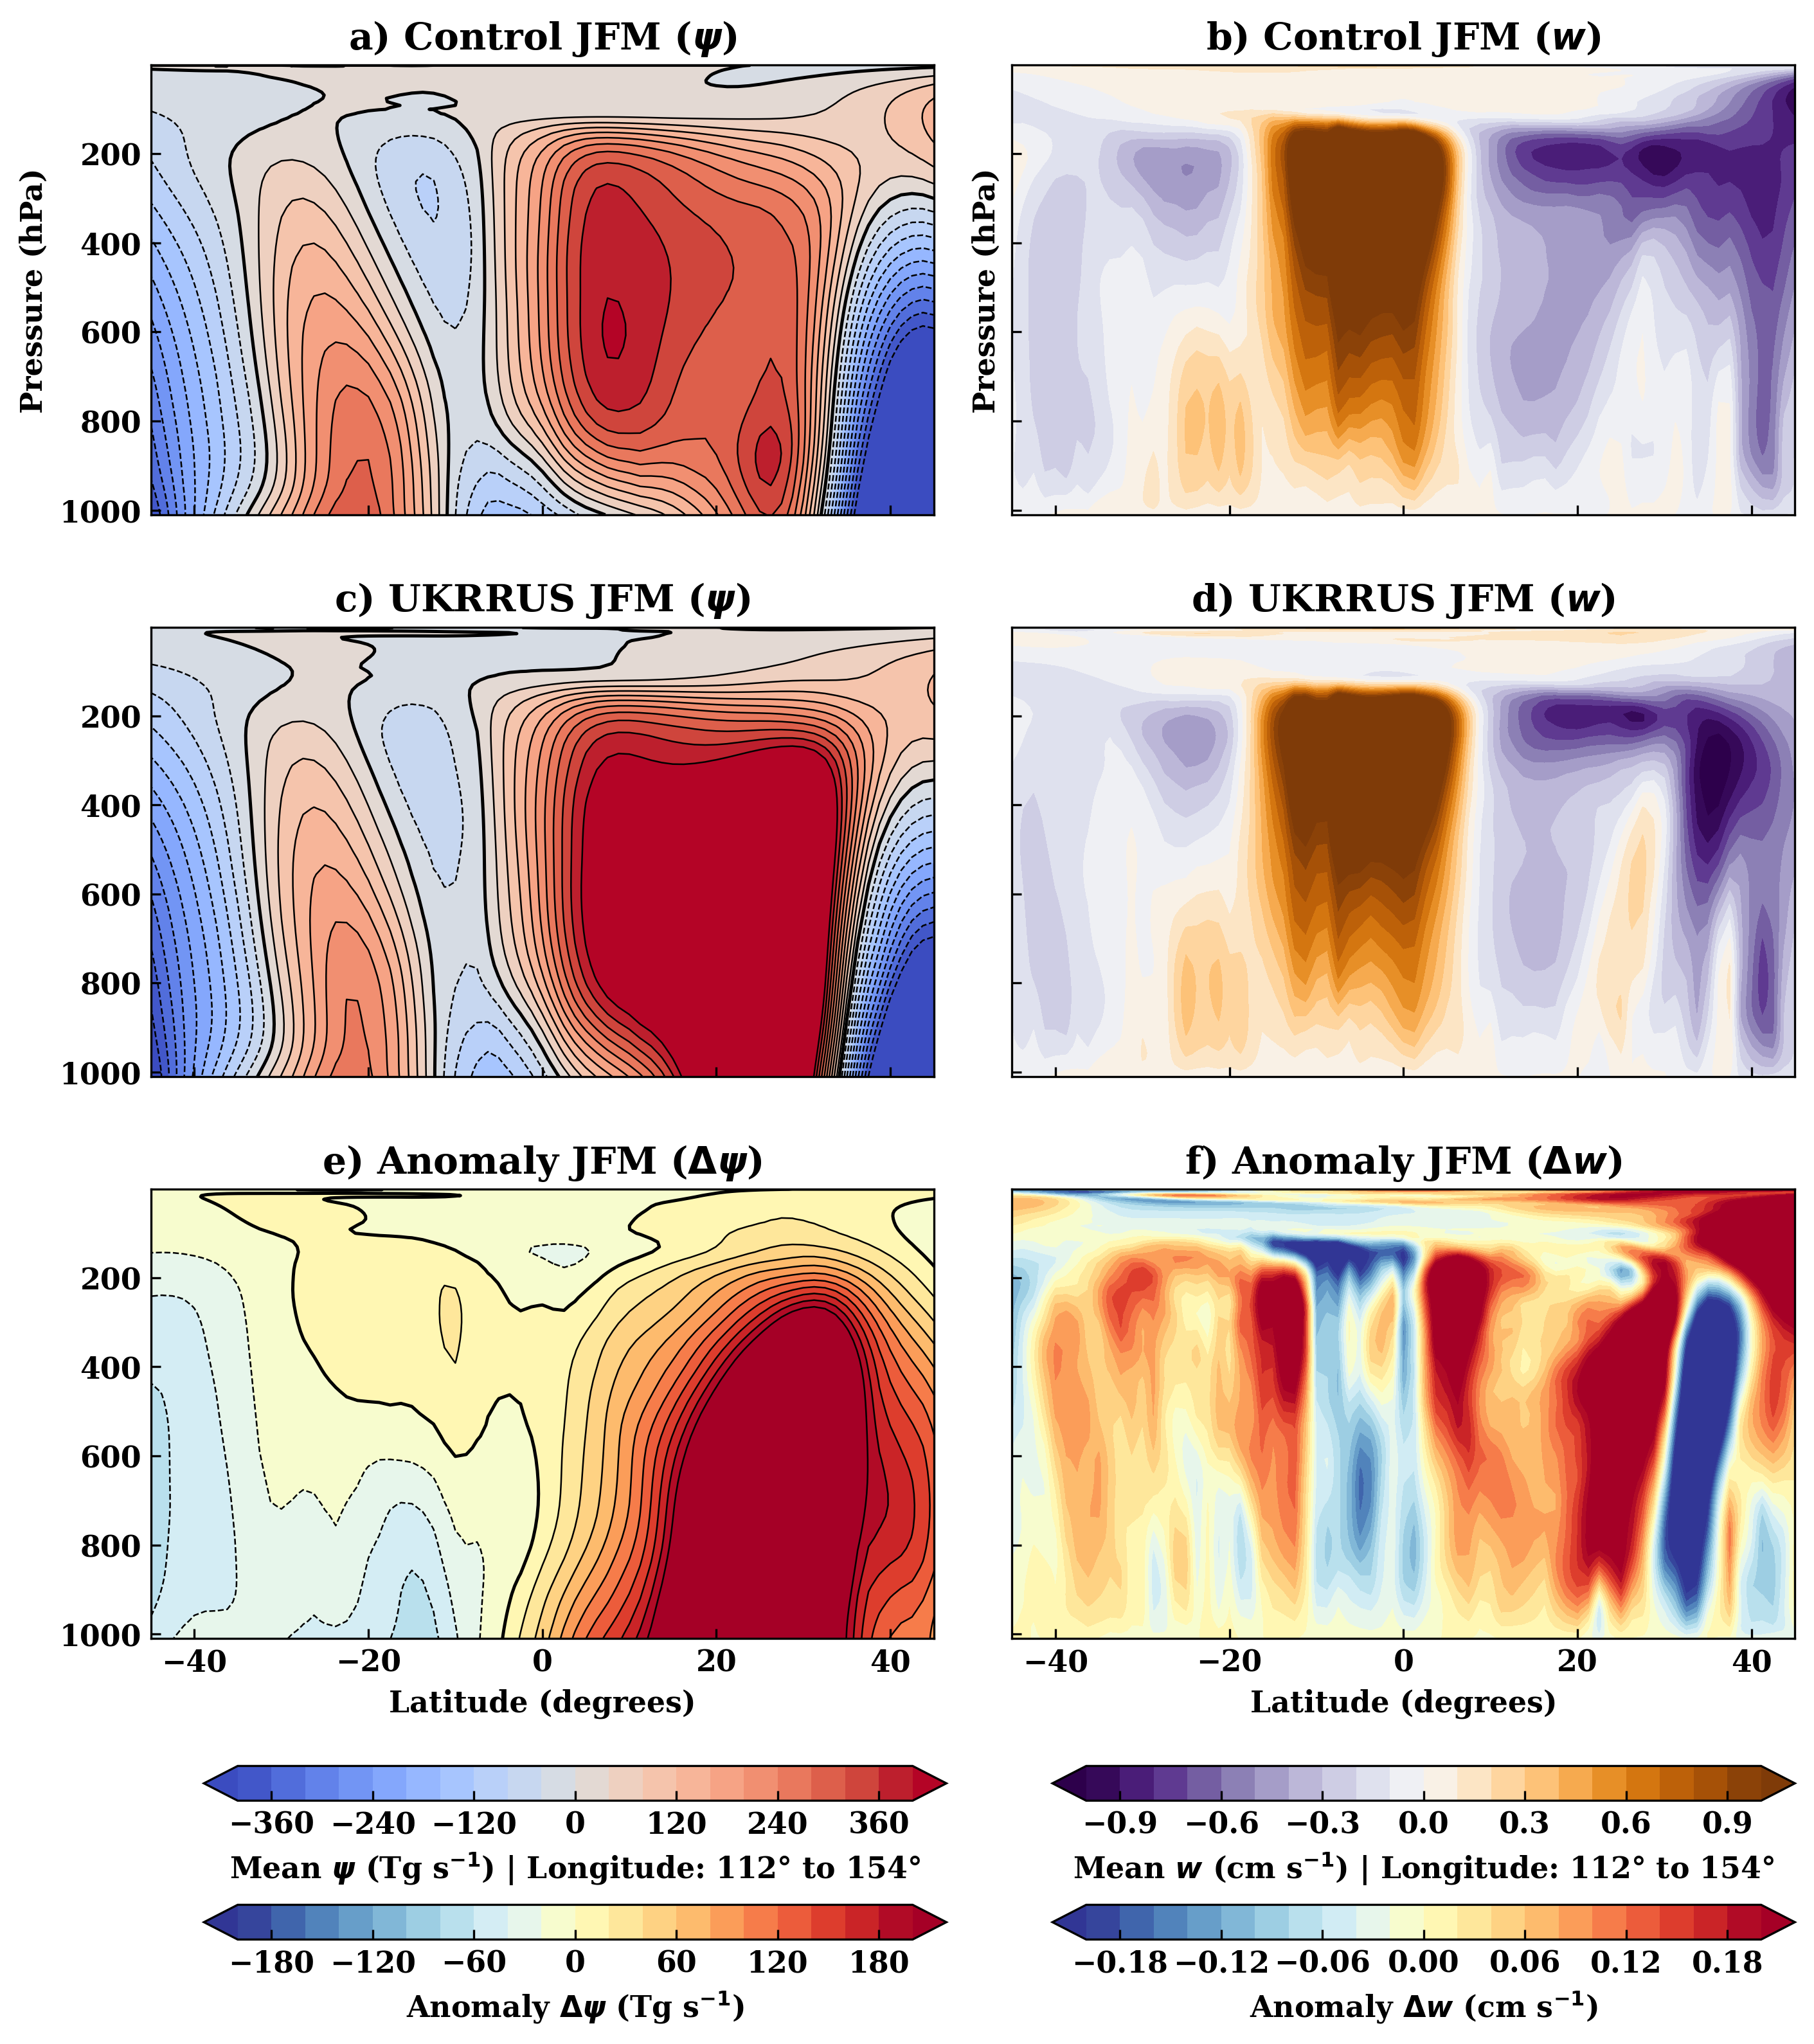 a) Control JFM (ψ)
b) Control JFM (w)
Pressure (hPa)
200
400
600
800
1000
Pressure (hPa)
c) UKRRUS JFM (ψ)
d) UKRRUS JFM (w)
200
400
600
800
1000
e) Anomaly JFM (Δψ)
f) Anomaly JFM (Δw)
200
400
600
800
1000
−40 −20 0 20 40
−40 −20 0 20 40
Latitude (degrees)
Latitude (degrees)
−360 −240 −120 0 120 240 360
−0.9 −0.6 −0.3 0.0 0.3 0.6 0.9
Mean ψ (Tg s⁻¹) | Longitude: 112° to 154°
Mean w (cm s⁻¹) | Longitude: 112° to 154°
−180 −120 −60 0 60 120 180
−0.18 −0.12 −0.06 0.00 0.06 0.12 0.18
Anomaly Δψ (Tg s⁻¹)
Anomaly Δw (cm s⁻¹)